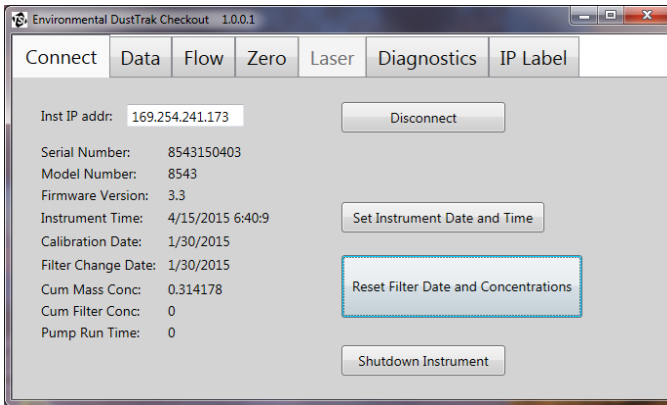 TSI Environmental DustTrak Checkout 1.0.0.1
Connect Data Flow Zero Laser Diagnostics IP Label
Inst IP addr: 169.254.241.173 Disconnect
Serial Number: 8543150403
Model Number: 8543
Firmware Version: 3.3
Instrument Time: 4/15/2015 6:40:9 Set Instrument Date and Time
Calibration Date: 1/30/2015
Filter Change Date: 1/30/2015
Cum Mass Conc: 0.314178 Reset Filter Date and Concentrations
Cum Filter Conc: 0
Pump Run Time: 0
Shutdown Instrument